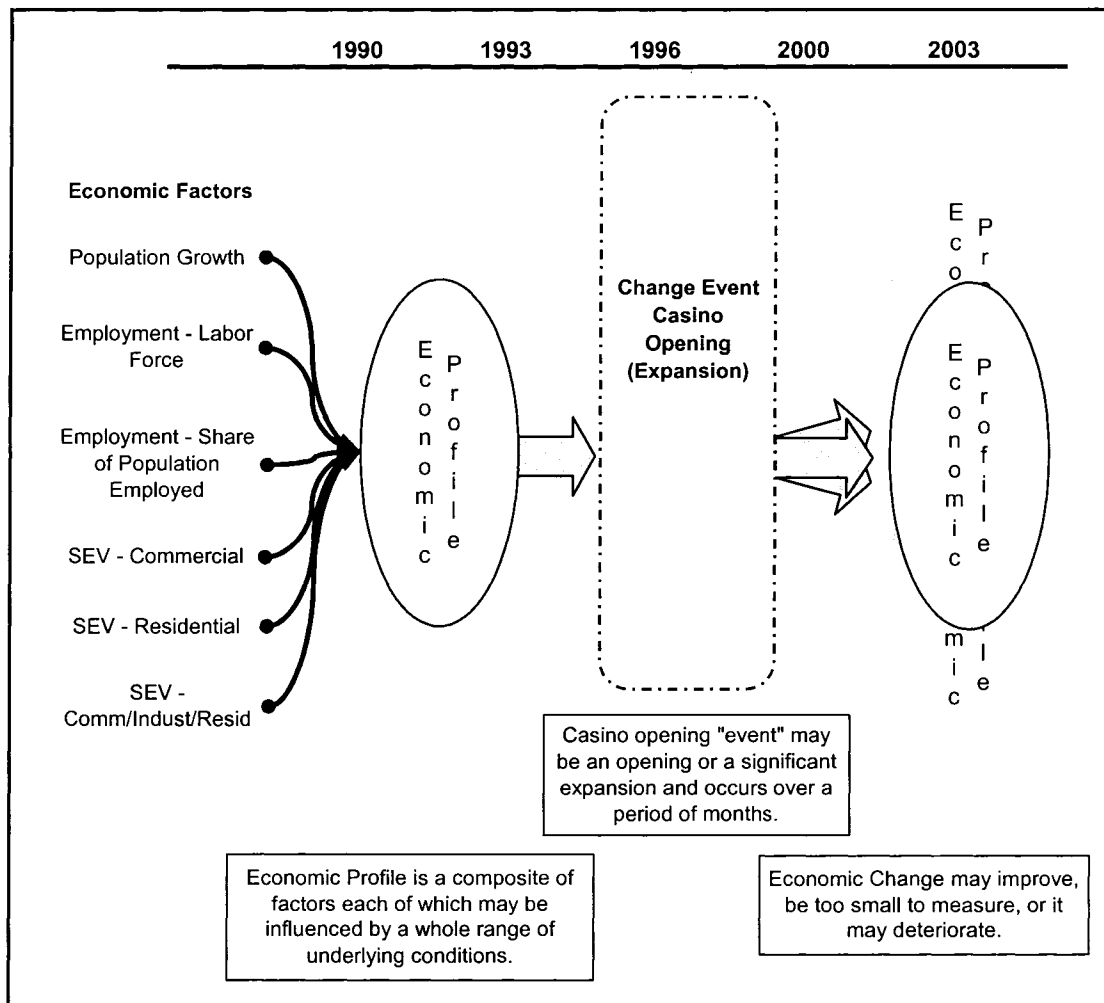 1990 1993 1996 2000 2003
Economic Factors
Population Growth
Employment - Labor
Force
Employment - Share
of Population
Employed
SEV - Commercial
SEV - Residential
SEV -
Comm/Indust/Resid
Economic
Profile
Change Event
Casino
Opening
(Expansion)
Economic
Profile
Eco
Pro
mic
ile
Casino opening "event" may
be an opening or a significant
expansion and occurs over a
period of months.
Economic Profile is a composite of
factors each of which may be
influenced by a whole range of
underlying conditions.
Economic Change may improve,
be too small to measure, or it
may deteriorate.